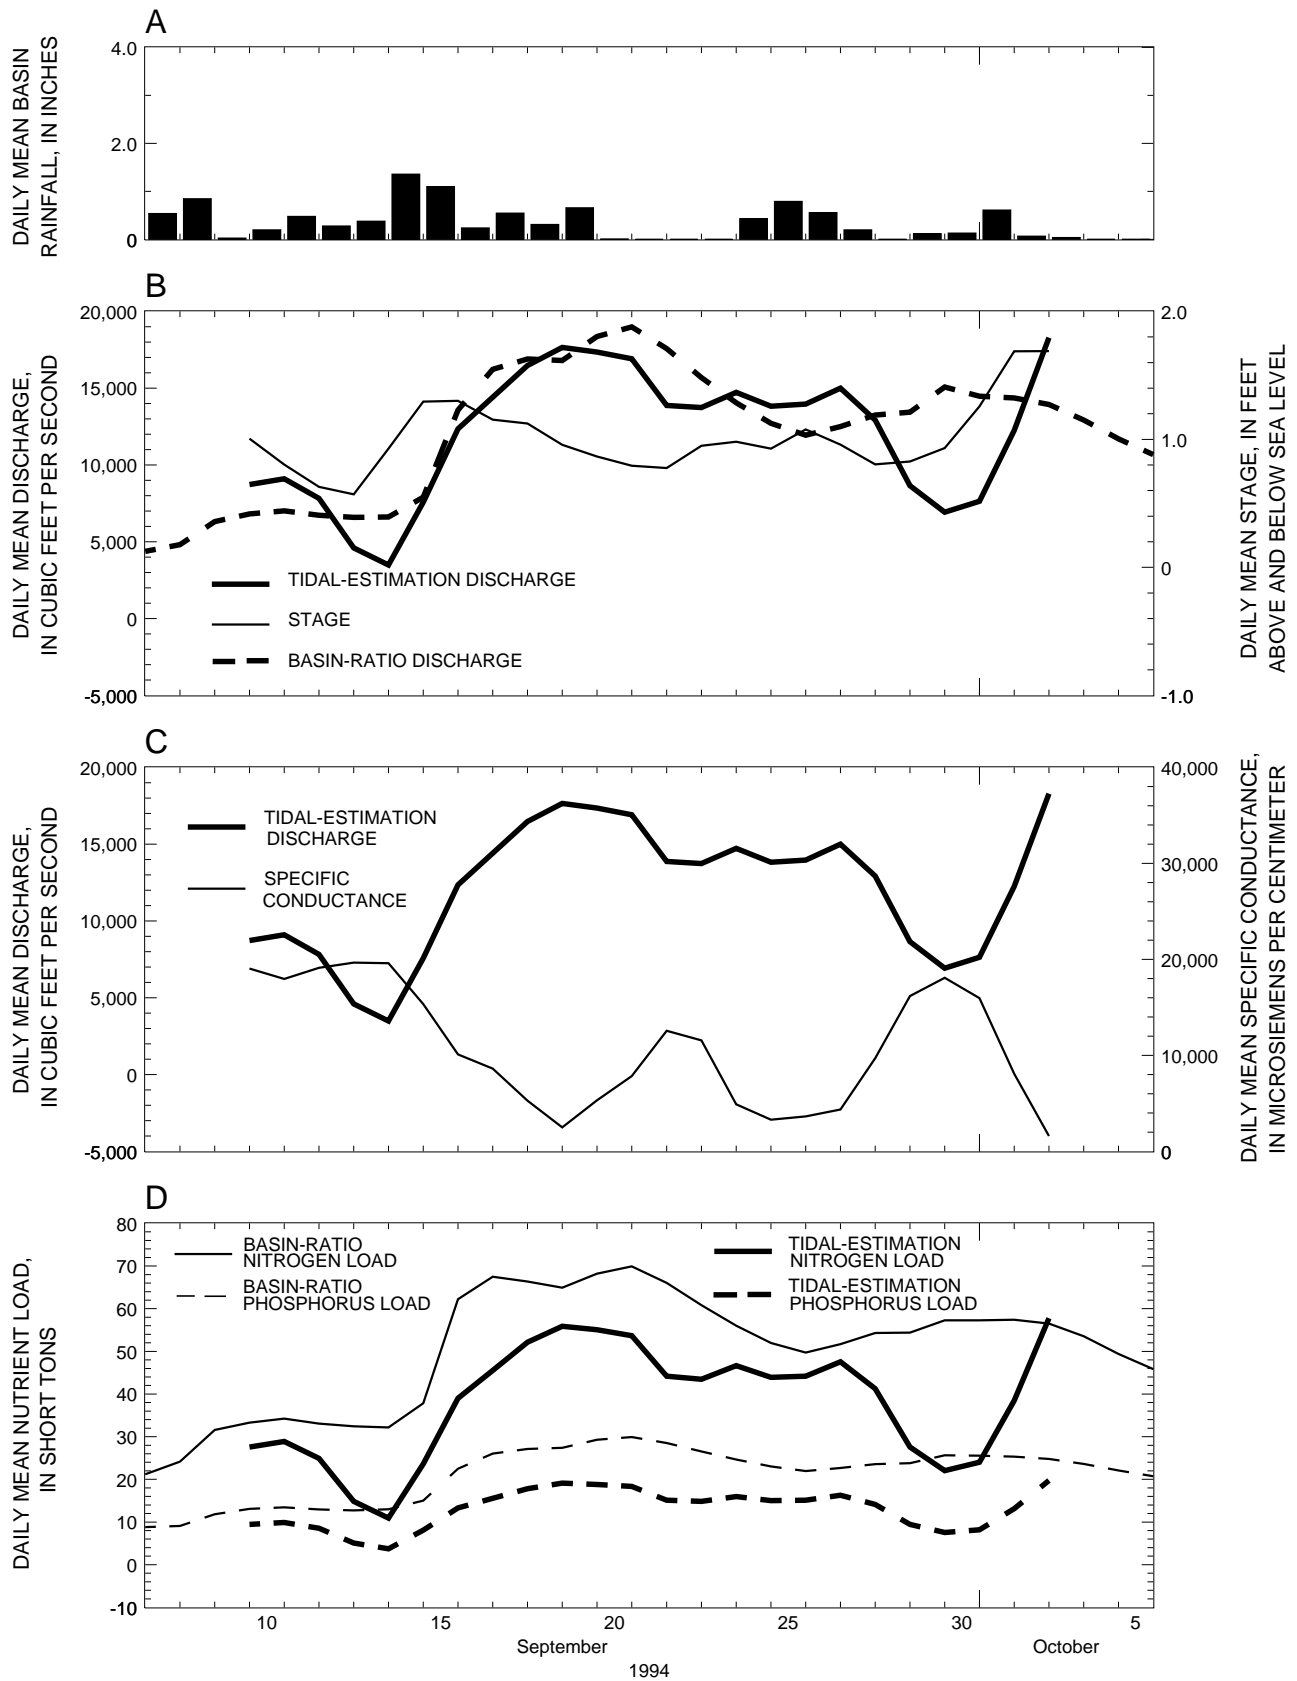 A
DAILY MEAN BASIN
RAINFALL, IN INCHES
4.0
2.0
0
B
DAILY MEAN DISCHARGE,
IN CUBIC FEET PER SECOND
20,000
15,000
10,000
5,000
0
-5,000
TIDAL-ESTIMATION DISCHARGE
STAGE
BASIN-RATIO DISCHARGE
2.0
1.0
0
-1.0
DAILY MEAN STAGE, IN FEET
ABOVE AND BELOW SEA LEVEL
C
DAILY MEAN DISCHARGE,
IN CUBIC FEET PER SECOND
20,000
15,000
10,000
5,000
0
-5,000
TIDAL-ESTIMATION
DISCHARGE
SPECIFIC
CONDUCTANCE
40,000
30,000
20,000
10,000
0
DAILY MEAN SPECIFIC CONDUCTANCE,
IN MICROSIEMENS PER CENTIMETER
D
DAILY MEAN NUTRIENT LOAD,
IN SHORT TONS
80
70
60
50
40
30
20
10
0
-10
BASIN-RATIO
NITROGEN LOAD
BASIN-RATIO
PHOSPHORUS LOAD
TIDAL-ESTIMATION
NITROGEN LOAD
TIDAL-ESTIMATION
PHOSPHORUS LOAD
10 15 20 25 30 5
September October
1994